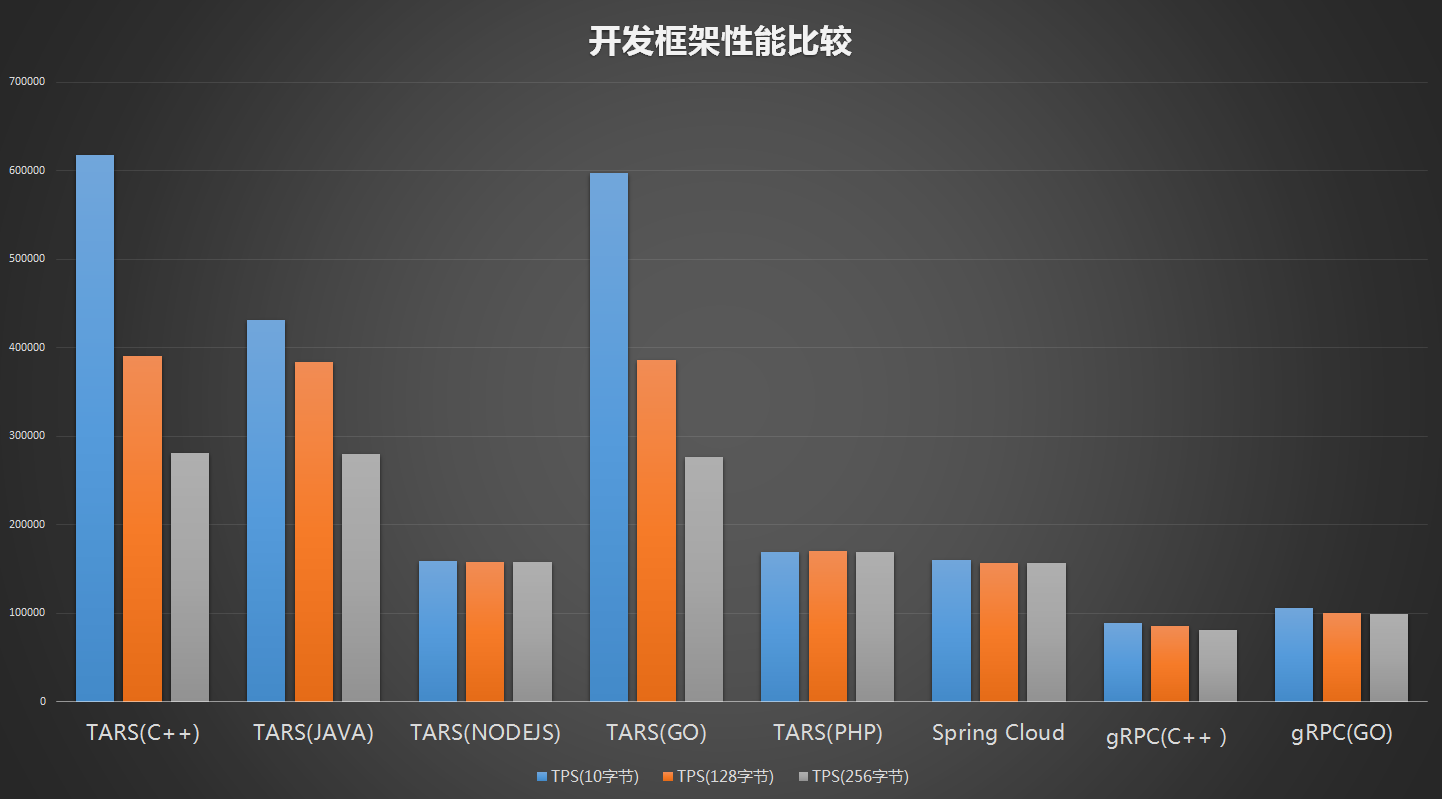 开发框架性能比较
700000
600000
500000
400000
300000
200000
100000
0
TARS(C++) TARS(JAVA) TARS(NODEJS) TARS(GO) TARS(PHP) Spring Cloud gRPC(C++ ) gRPC(GO)
TPS(10字节) TPS(128字节) TPS(256字节)